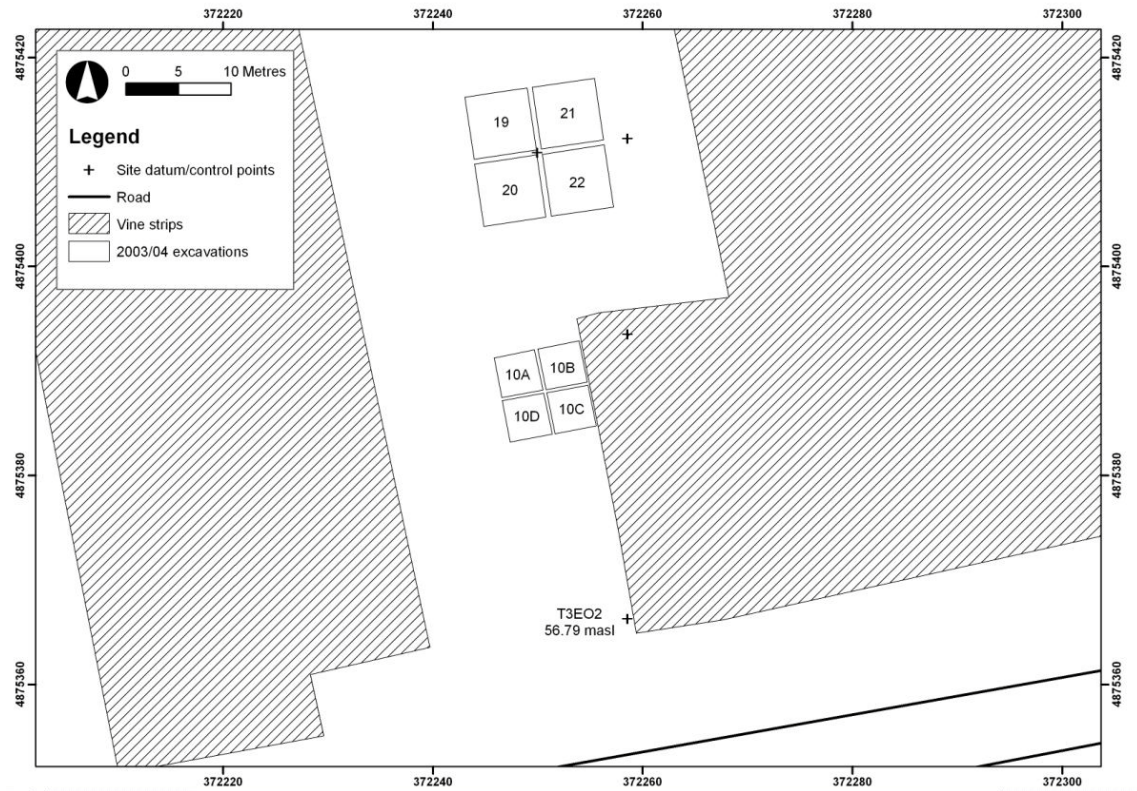 372220 372240 372260 372280 372300
4875420 4875420
0 5 10 Metres
Legend
Site datum/control points
Road
Vine strips
2003/04 excavations
19 21
20 22
4875400 4875400
10A 10B
10D 10C
4875380 4875380
T3EO2
56.79 masl
4875360 4875360
372220 372240 372260 372280 372300